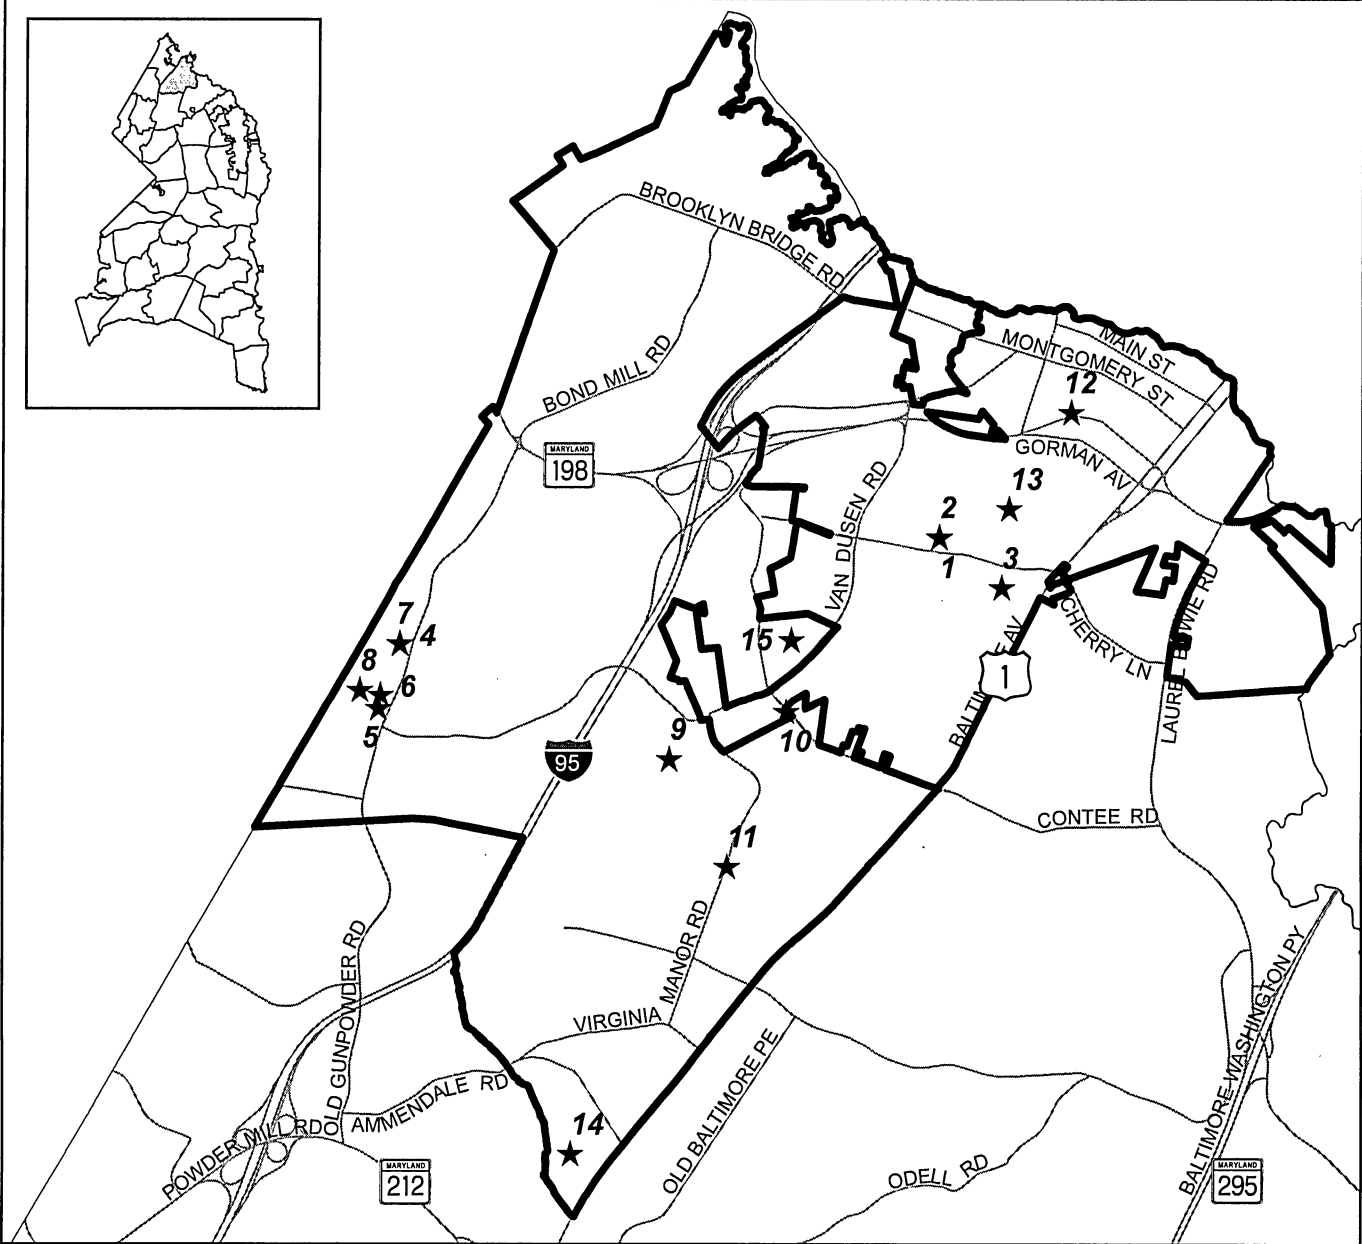 BROOKLYN BRIDGE RD
MAIN ST
MONTGOMERY ST
BOND MILL RD
12
MARYLAND
198
GORMAN AV
VAN DUSEN RD
13
2
1
3
7
4
8
6
5
15
CHERRY LN
LAUREL BOWIE RD
1
9
10
95
11
CONTEE RD
MANOR RD
OLD GUNPOWDER RD
VIRGINIA
BALTIMORE-WASHINGTON PY
OLD BALTIMORE PE
AMMENDALE RD
POWDER MILL RD
14
MARYLAND
212
ODELL RD
MARYLAND
295